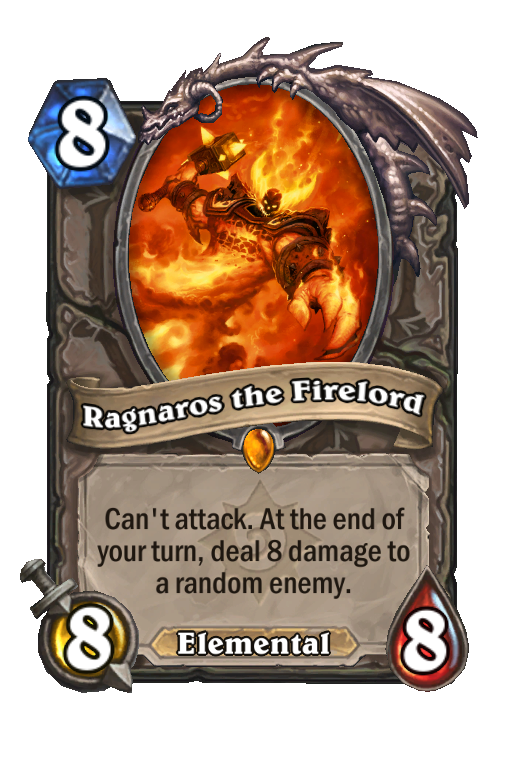 8
Ragnaros the Firelord
Can't attack. At the end of
your turn, deal 8 damage to
a random enemy.
8
Elemental
8